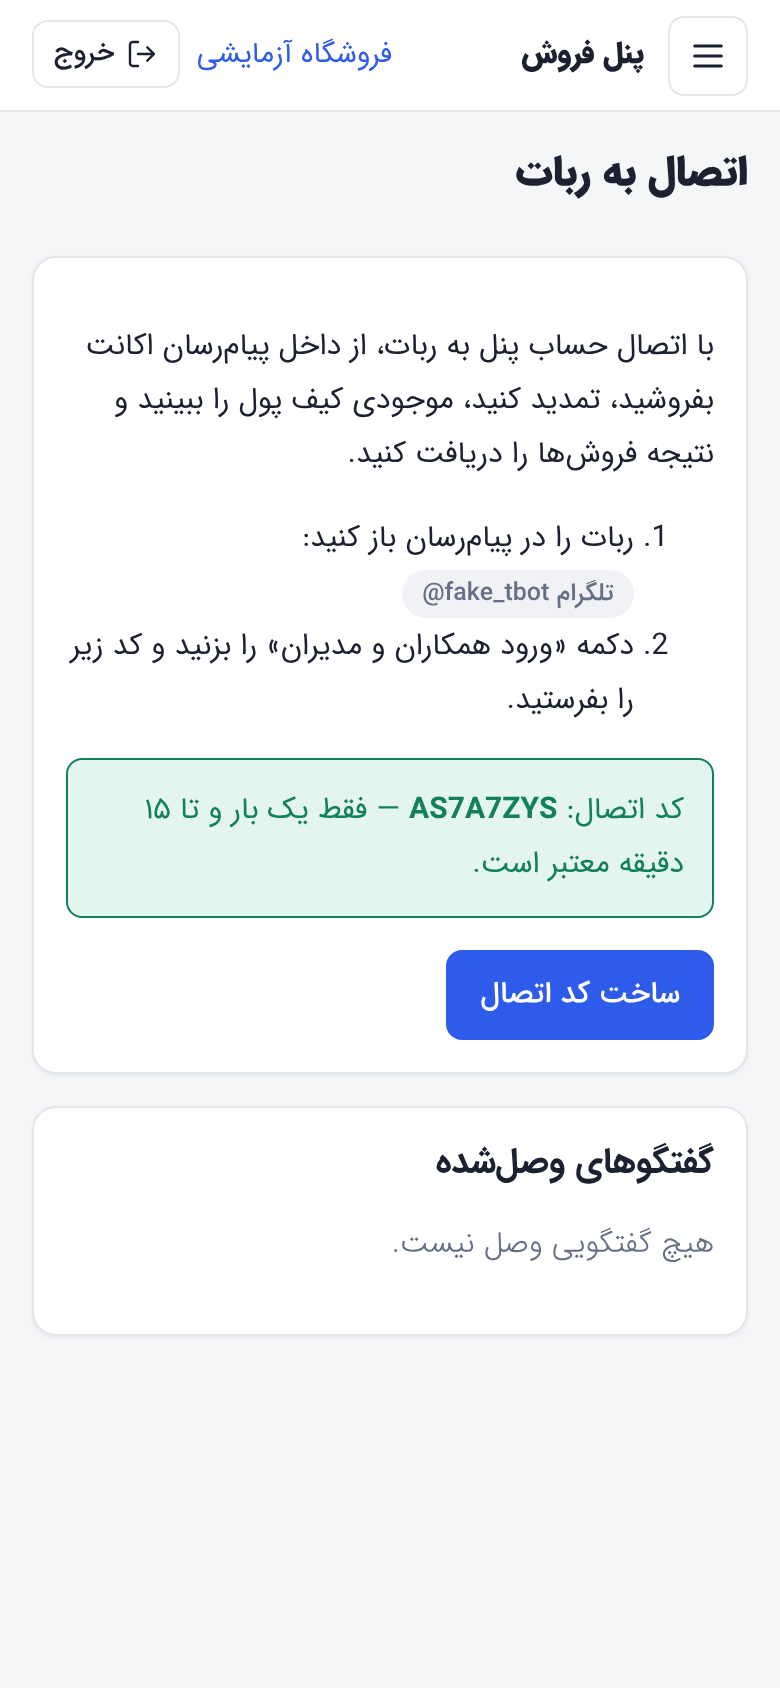 پنل فروش
فروشگاه آزمایشی
خروج
اتصال به ربات
با اتصال حساب پنل به ربات، از داخل پیام‌رسان اکانت
بفروشید، تمدید کنید، موجودی کیف پول را ببینید و
نتیجه فروش‌ها را دریافت کنید.
1. ربات را در پیام‌رسان باز کنید:
تلگرام @fake_tbot
2. دکمه «ورود همکاران و مدیران» را بزنید و کد زیر
را بفرستید.
کد اتصال: AS7A7ZYS — فقط یک بار و تا ۱۵
دقیقه معتبر است.
ساخت کد اتصال
گفتگوهای وصل‌شده
هیچ گفتگویی وصل نیست.